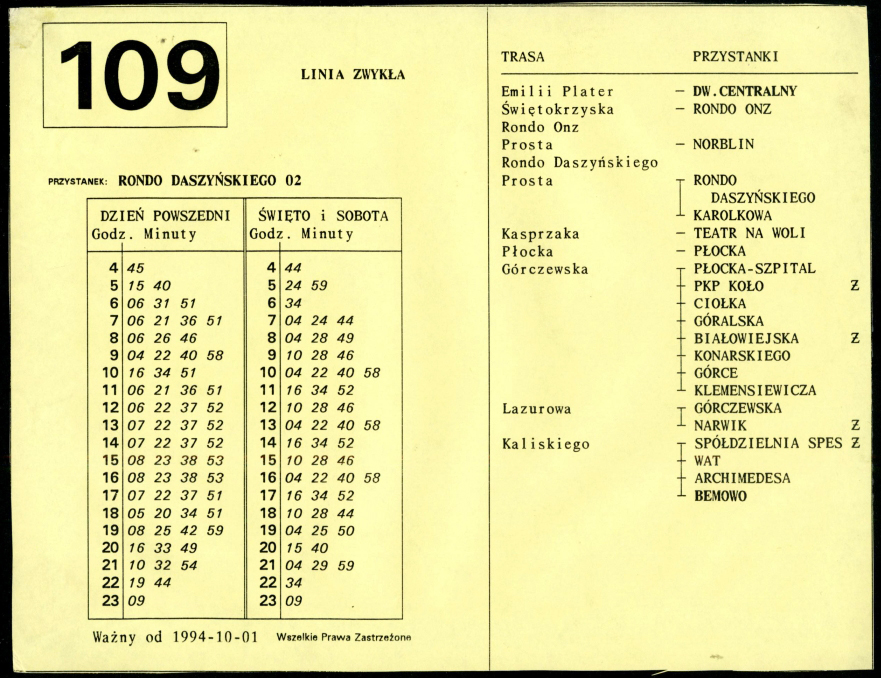 109
LINIA ZWYKŁA
PRZYSTANEK: RONDO DASZYŃSKIEGO 02
DZIEŃ POWSZEDNI ŚWIĘTO i SOBOTA
Godz. Minuty Godz. Minuty
4 45 4 44
5 15 40 5 24 59
6 06 31 51 6 34
7 06 21 36 51 7 04 24 44
8 06 26 46 8 04 28 49
9 04 22 40 58 9 10 28 46
10 16 34 51 10 04 22 40 58
11 06 21 36 51 11 16 34 52
12 06 22 37 52 12 10 28 46
13 07 22 37 52 13 04 22 40 58
14 07 22 37 52 14 16 34 52
15 08 23 38 53 15 10 28 46
16 08 23 38 53 16 04 22 40 58
17 07 22 37 51 17 16 34 52
18 05 20 34 51 18 10 28 44
19 08 25 42 59 19 04 25 50
20 16 33 49 20 15 40
21 10 32 54 21 04 29 59
22 19 44 22 34
23 09 23 09
Ważny od 1994-10-01 Wszelkie Prawa Zastrzeżone
TRASA PRZYSTANKI
Emilii Plater – DW.CENTRALNY
Świętokrzyska – RONDO ONZ
Rondo Onz
Prosta – NORBLIN
Rondo Daszyńskiego
Prosta RONDO
DASZYŃSKIEGO
KAROLKOWA
Kasprzaka – TEATR NA WOLI
Płocka – PŁOCKA
Górczewska PŁOCKA-SZPITAL
PKP KOŁO Ƶ
CIOŁKA
GÓRALSKA
BIAŁOWIEJSKA Ƶ
KONARSKIEGO
GÓRCE
KLEMENSIEWICZA
Lazurowa GÓRCZEWSKA
NARWIK Ƶ
Kaliskiego SPÓŁDZIELNIA SPES Ƶ
WAT
ARCHIMEDESA
BEMOWO